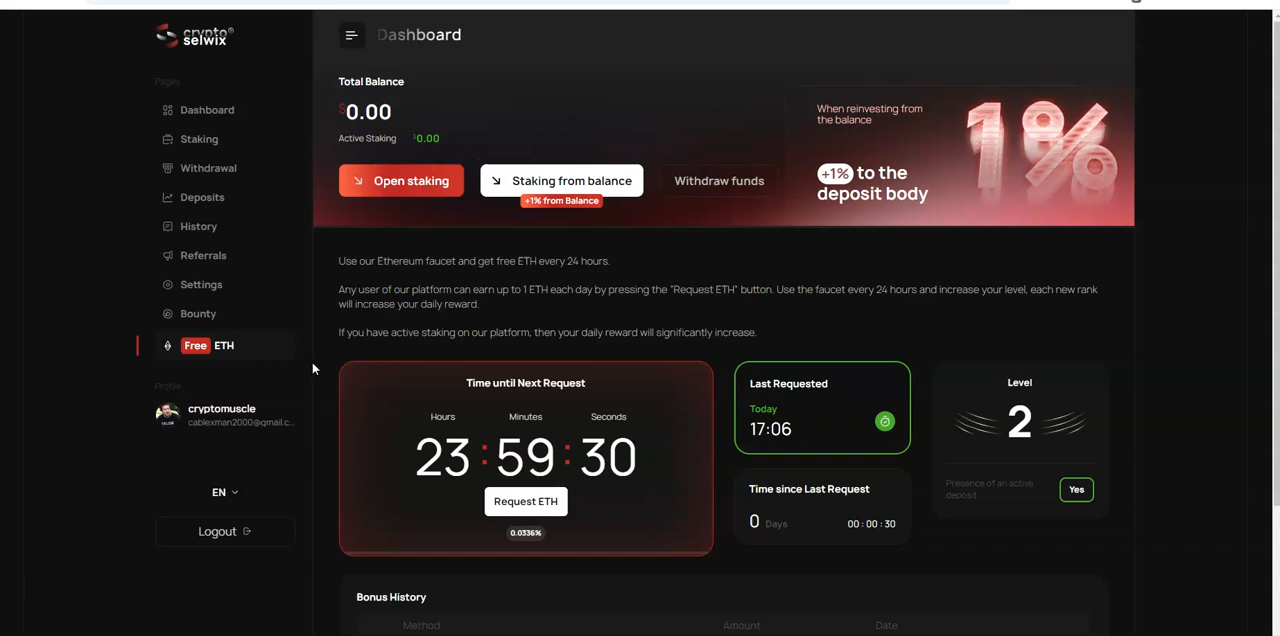 crypto®
selwix
Dashboard
Pages
Dashboard
Staking
Withdrawal
Deposits
History
Referrals
Settings
Bounty
Free ETH
Profile
cryptomuscle
cablexman2000@gmail.c...
EN
Logout
Total Balance
$0.00
Active Staking $0.00
Open staking
Staking from balance
+1% from Balance
Withdraw funds
When reinvesting from
the balance
+1% to the
deposit body
1%
Use our Ethereum faucet and get free ETH every 24 hours.
Any user of our platform can earn up to 1 ETH each day by pressing the "Request ETH" button. Use the faucet every 24 hours and increase your level, each new rank
will increase your daily reward.
If you have active staking on our platform, then your daily reward will significantly increase.
Time until Next Request
Hours Minutes Seconds
23 : 59 : 30
Request ETH
0.0336%
Last Requested
Today
17:06
Time since Last Request
0 Days 00 : 00 : 30
Level
2
Presence of an active
deposit
Yes
Bonus History
Method Amount Date